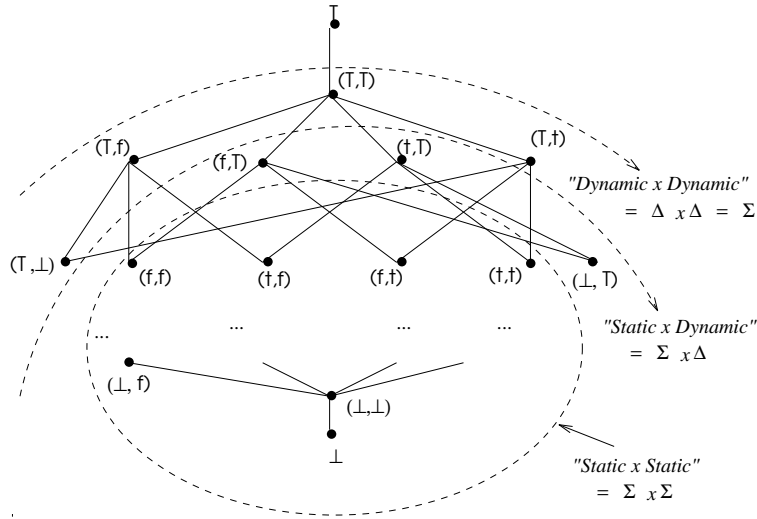 T
(T,T)
(T,f)
(f,T)
(t,T)
(T,t)
"Dynamic x Dynamic"
= Δ x Δ = Σ
(T,⊥)
(f,f)
(t,f)
(f,t)
(t,t)
(⊥, T)
... ... ... ...
"Static x Dynamic"
= Σ x Δ
(⊥, f)
(⊥,⊥)
⊥
"Static x Static"
= Σ x Σ